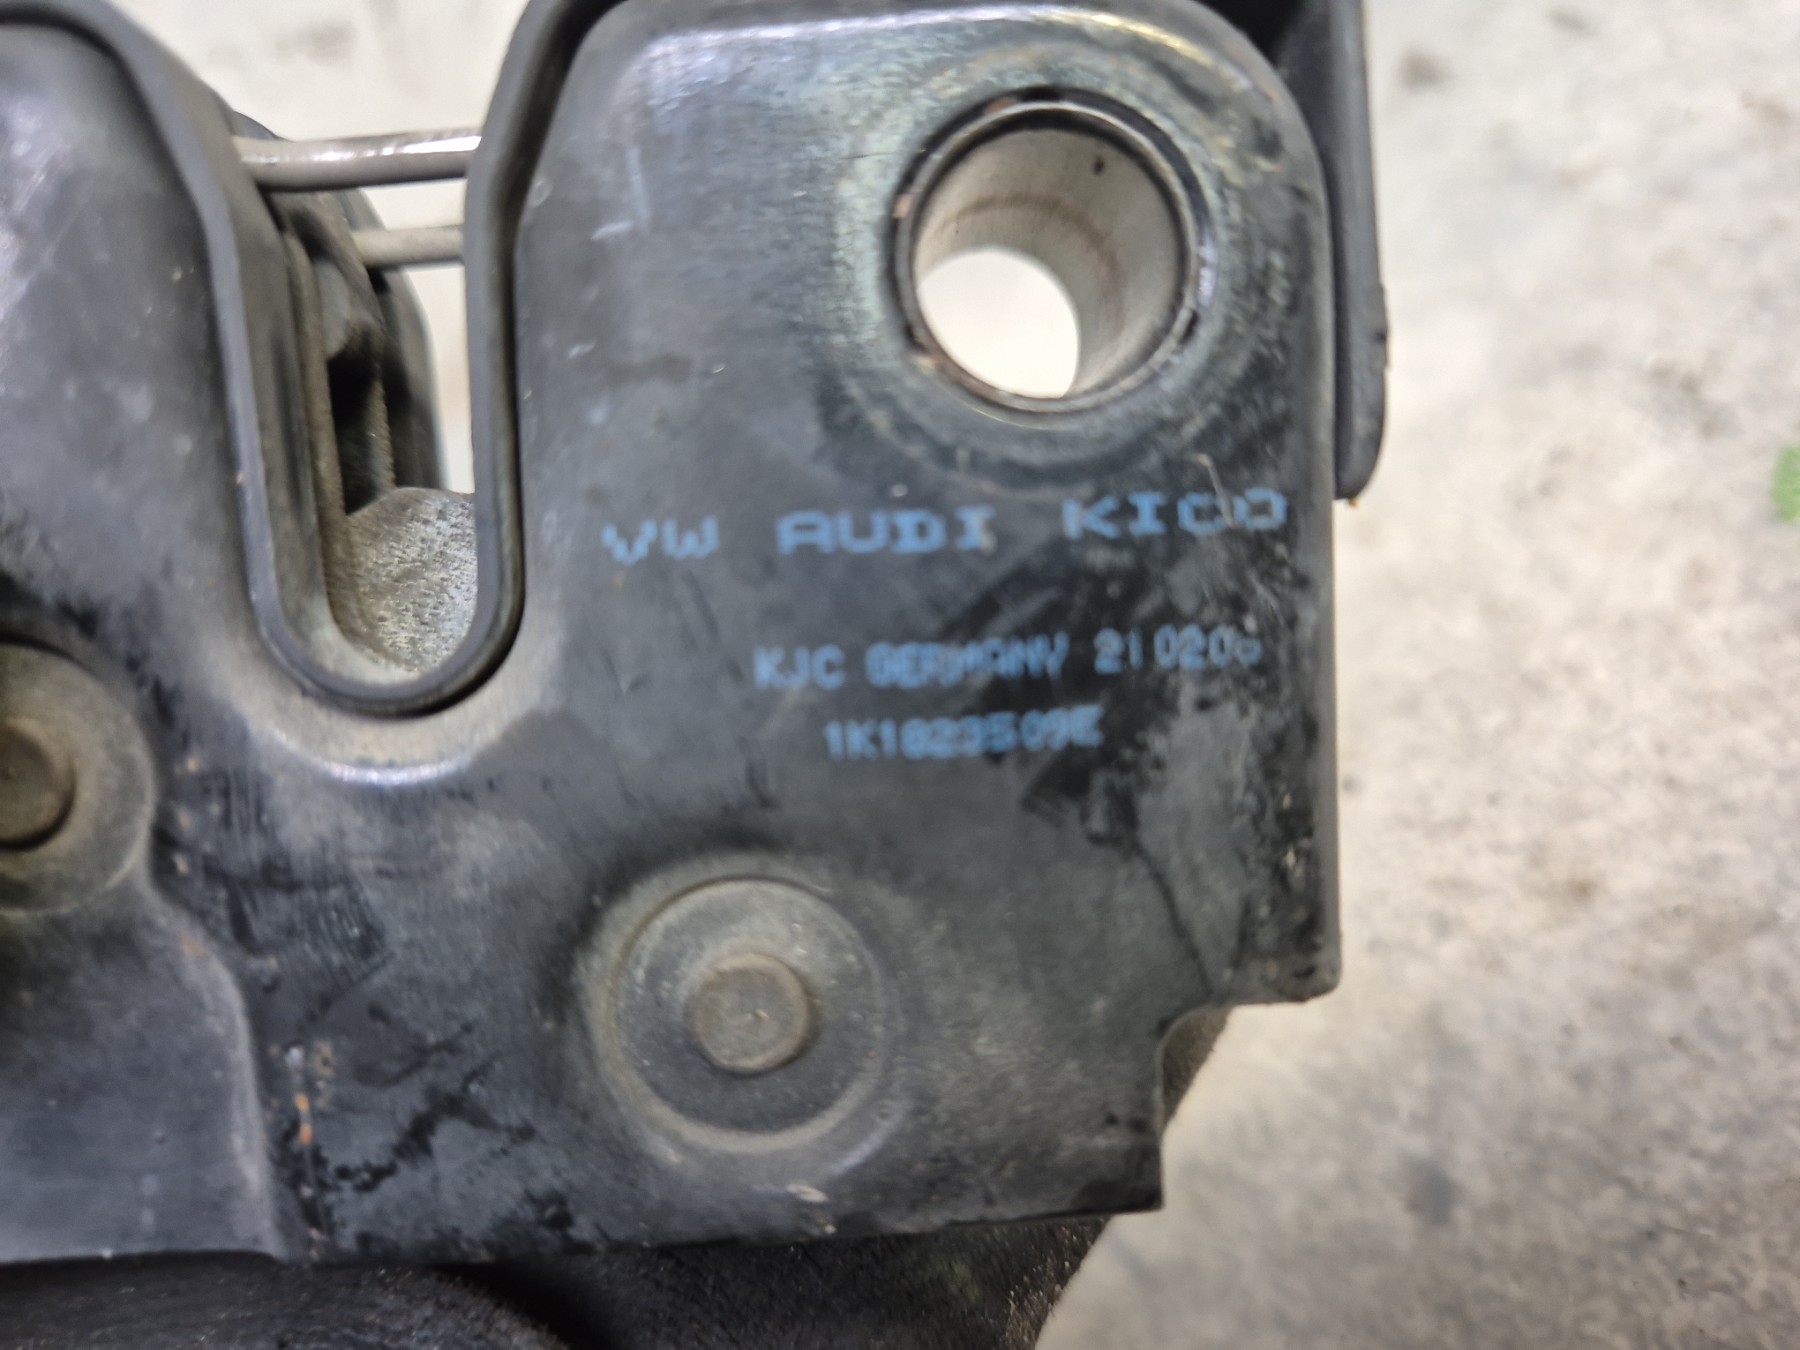 VW AUDI KICO
KJC GERMANY 210206
1K1823509E